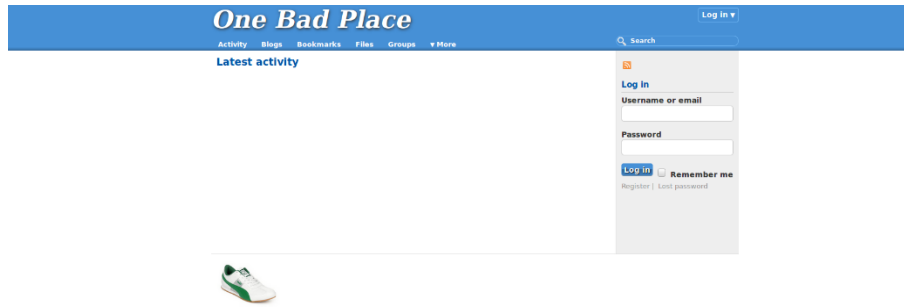 One Bad Place
Log in ▾
Activity Blogs Bookmarks Files Groups ▾ More
Search
Latest activity
Log in
Username or email
Password
Log in Remember me
Register | Lost password